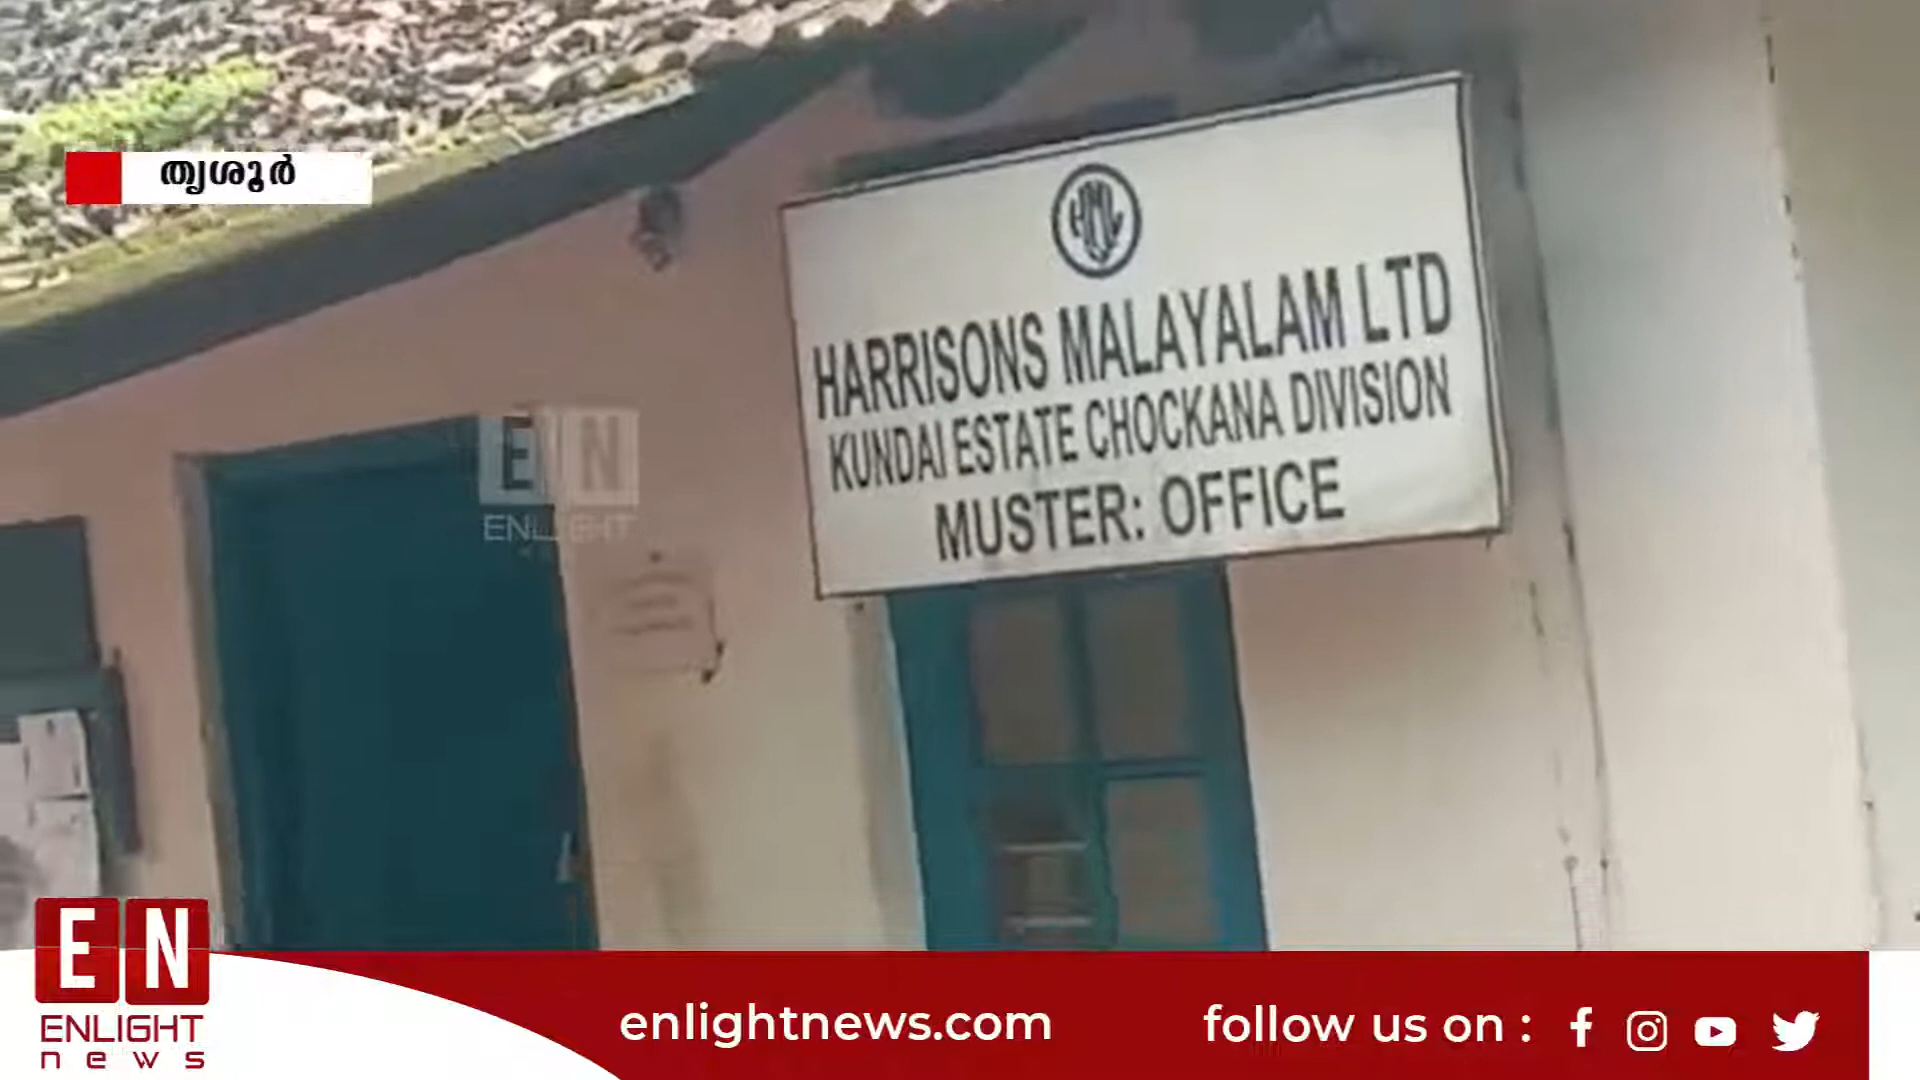 തൃശൂർ
HML
HARRISONS MALAYALAM LTD
KUNDAI ESTATE CHOCKANA DIVISION
MUSTER: OFFICE
EN
ENLIGHT
EN
ENLIGHT
news
enlightnews.com
follow us on :